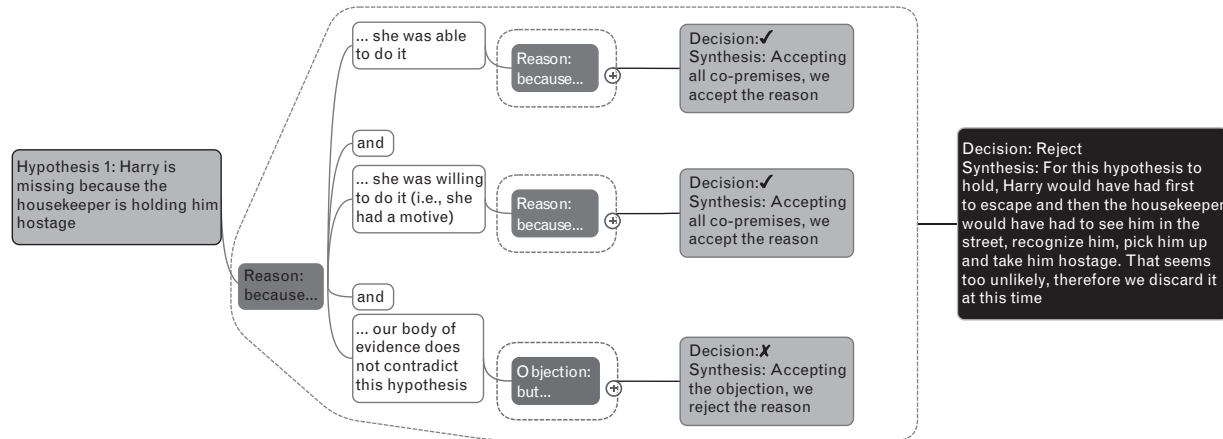 Hypothesis 1: Harry is
missing because the
housekeeper is holding him
hostage
Reason:
because...
... she was able
to do it
Reason:
because...
Decision:✔
Synthesis: Accepting
all co-premises, we
accept the reason
and
... she was willing
to do it (i.e., she
had a motive)
Reason:
because...
Decision:✔
Synthesis: Accepting
all co-premises, we
accept the reason
and
... our body of
evidence does
not contradict
this hypothesis
Objection:
but...
Decision:✗
Synthesis: Accepting
the objection, we
reject the reason
Decision: Reject
Synthesis: For this hypothesis to
hold, Harry would have had first
to escape and then the housekeeper
would have had to see him in the
street, recognize him, pick him up
and take him hostage. That seems
too unlikely, therefore we discard it
at this time